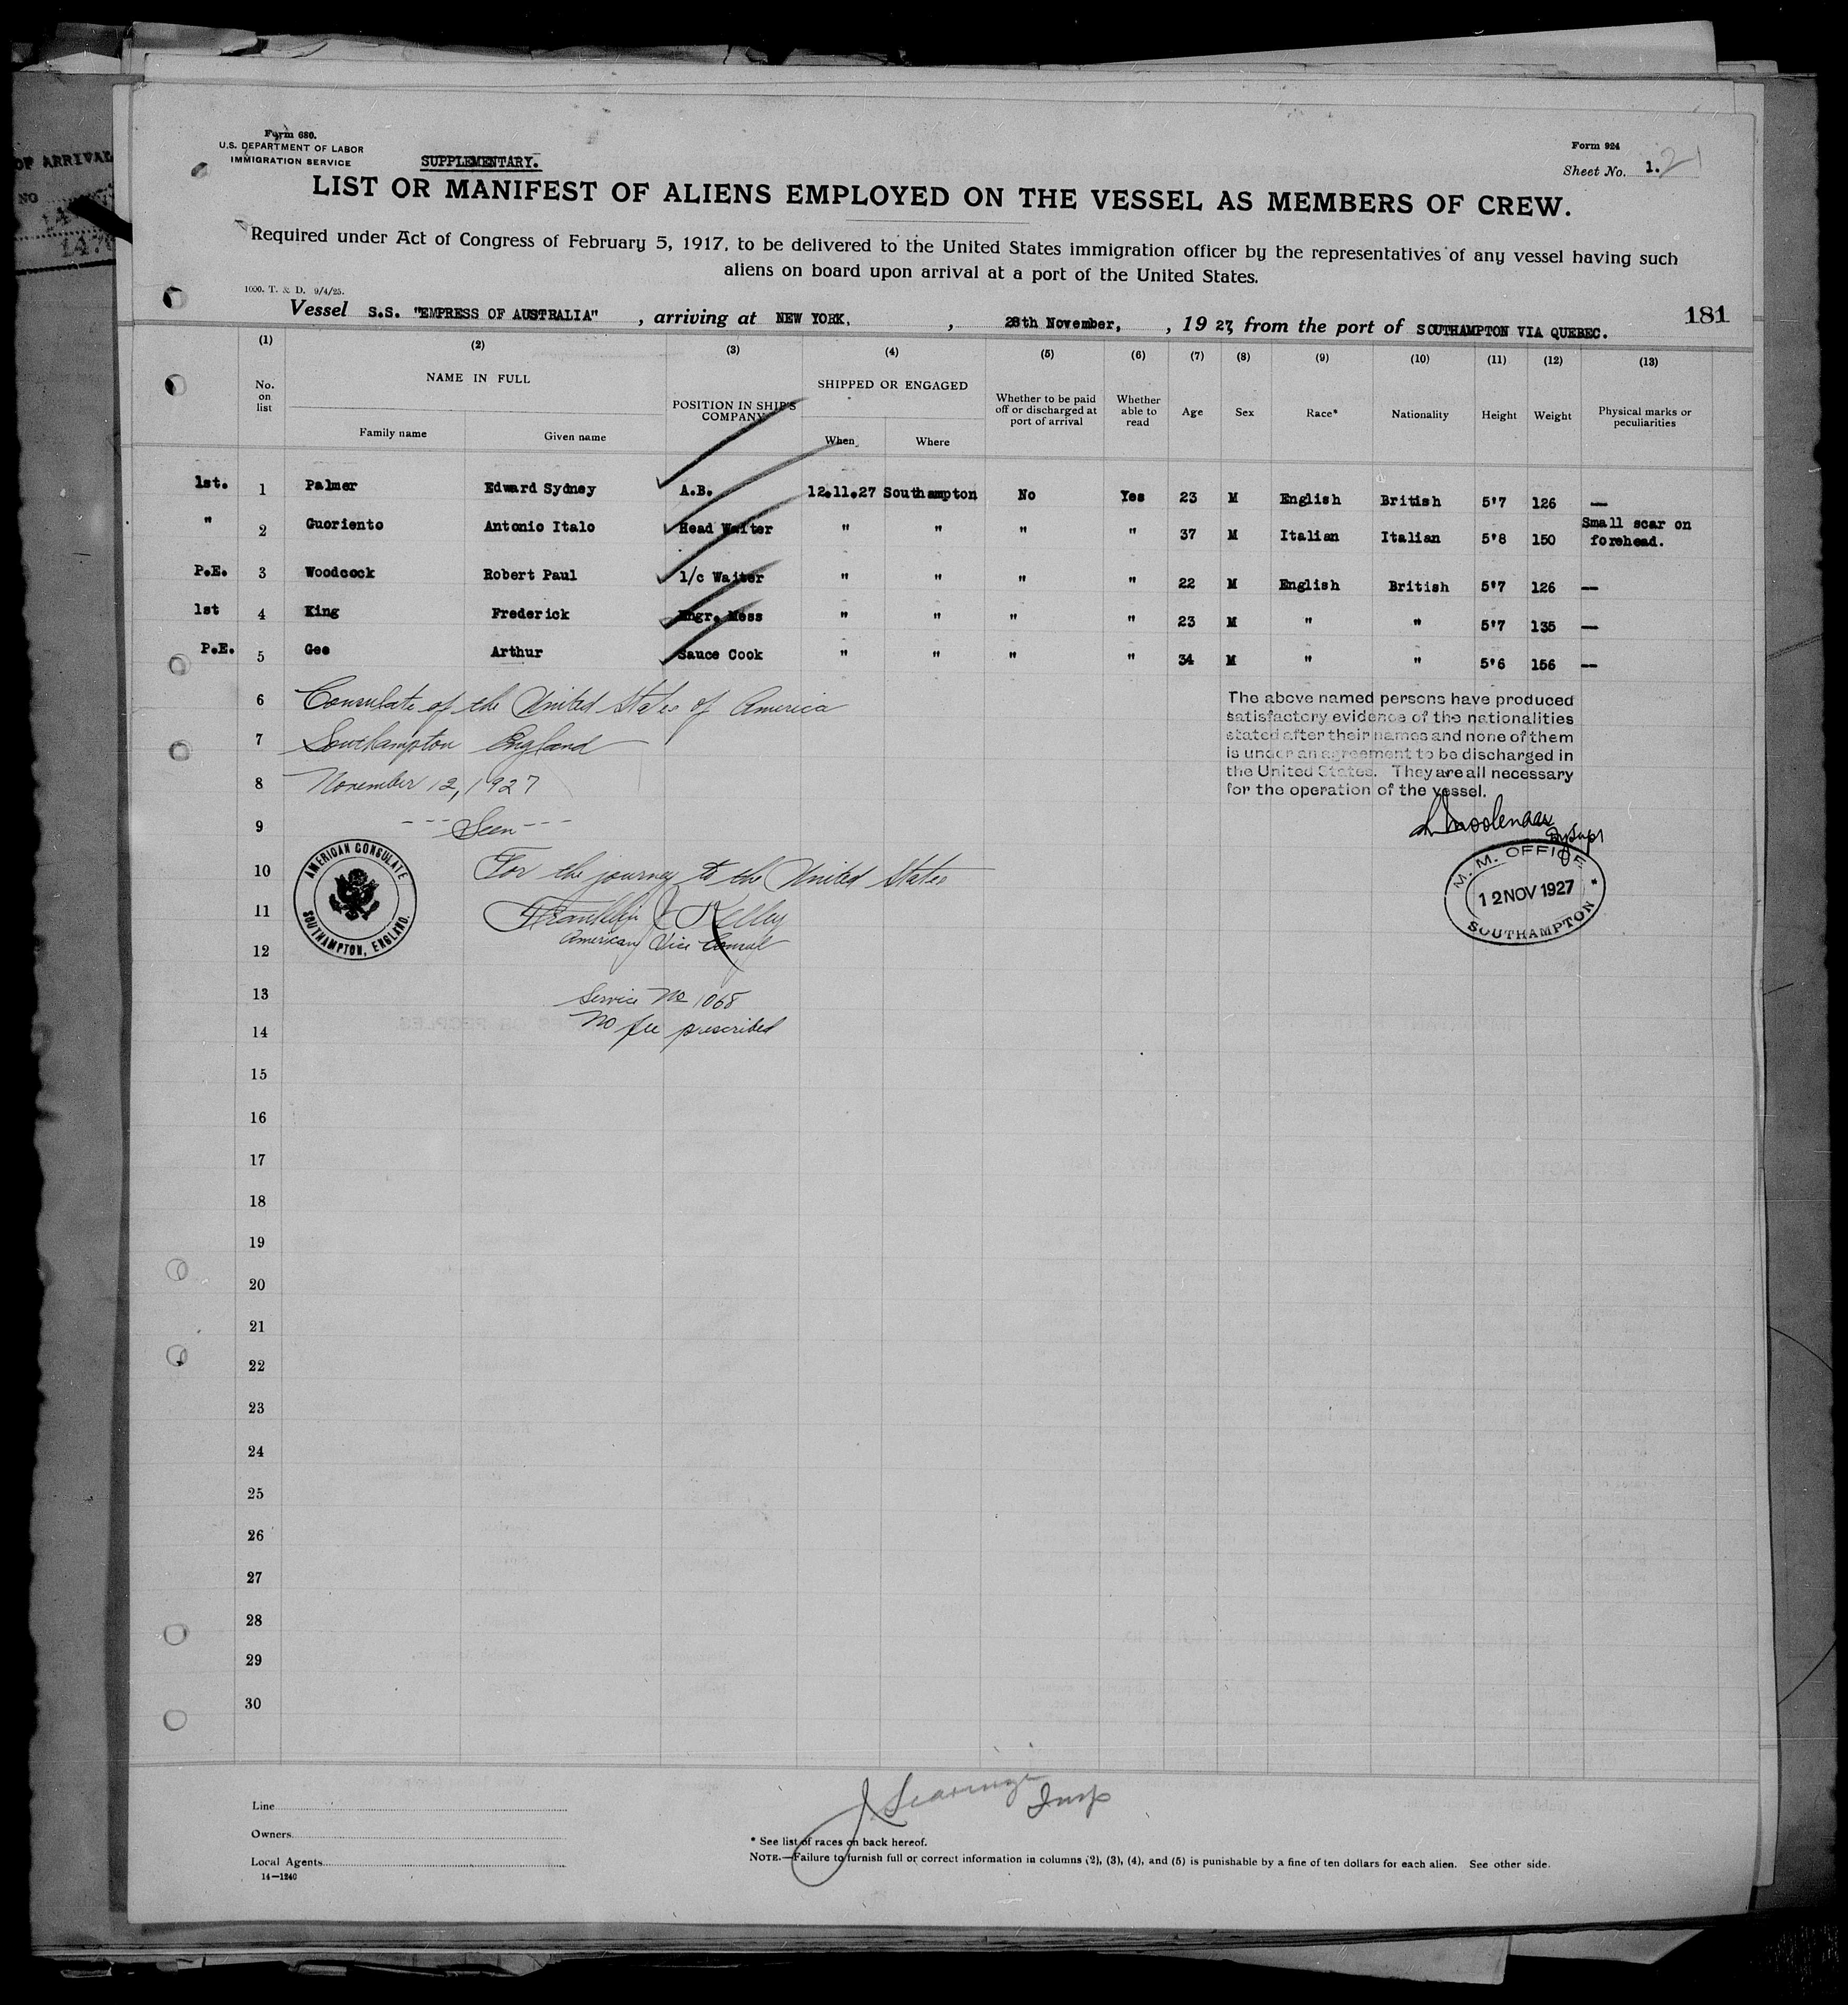 OF ARRIVAL
NO
Form 680.
U.S. DEPARTMENT OF LABOR
IMMIGRATION SERVICE
SUPPLEMENTARY.
Form 924
Sheet No. 1.
LIST OR MANIFEST OF ALIENS EMPLOYED ON THE VESSEL AS MEMBERS OF CREW.
Required under Act of Congress of February 5, 1917, to be delivered to the United States immigration officer by the representatives of any vessel having such
aliens on board upon arrival at a port of the United States.
1000. T. & D. 9/4/25.
Vessel S.S. "EMPRESS OF AUSTRALIA" , arriving at NEW YORK, , 28th November, , 19 27 from the port of SOUTHAMPTON VIA QUEBEC.
181
(1) (2) (3) (4) (5) (6) (7) (8) (9) (10) (11) (12) (13)
No. on list NAME IN FULL Family name Given name POSITION IN SHIP'S COMPANY SHIPPED OR ENGAGED When Where Whether to be paid off or discharged at port of arrival Whether able to read Age Sex Race* Nationality Height Weight Physical marks or peculiarities
1st. 1 Palmer Edward Sydney A.B. 12.11.27 Southampton No Yes 23 M English British 5'7 126 —
" 2 Guoriento Antonio Italo Head Waiter " " " " 37 M Italian Italian 5'8 150 Small scar on forehead.
P.E. 3 Woodcock Robert Paul 1/c Waiter " " " " 22 M English British 5'7 126 —
1st 4 King Frederick Engr. Mess " " " " 23 M " " 5'7 135 —
P.E. 5 Gee Arthur Sauce Cook " " " " 34 M " " 5'6 156 —
6 Consulate of the United States of America
7 Southampton England
8 November 12, 1927
9 --- Seen ---
10 For the journey to the United States
11 Franklin J Kelley
12 American Vice Consul
13 Service No 1068
14 No fee prescribed
AMERICAN CONSULATE
SOUTHAMPTON, ENGLAND.
The above named persons have produced
satisfactory evidence of the nationalities
stated after their names and none of them
is under an agreement to be discharged in
the United States. They are all necessary
for the operation of the vessel.
M.M. OFFICE
12 NOV 1927
SOUTHAMPTON
15
16
17
18
19
20
21
22
23
24
25
26
27
28
29
30
Insp
Line
Owners
Local Agents
14—1240
* See list of races on back hereof.
NOTE.—Failure to furnish full or correct information in columns (2), (3), (4), and (5) is punishable by a fine of ten dollars for each alien. See other side.